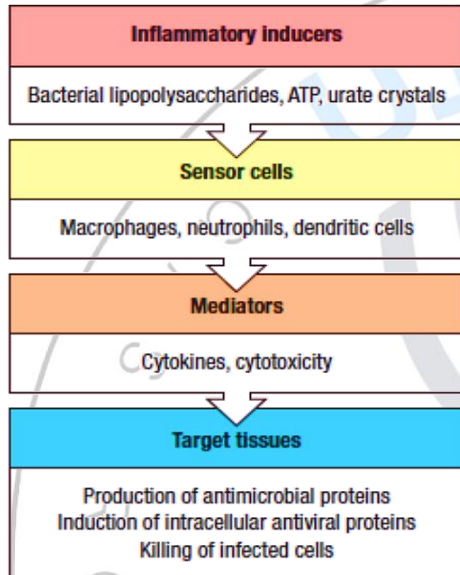 Inflammatory inducers
Bacterial lipopolysaccharides, ATP, urate crystals
Sensor cells
Macrophages, neutrophils, dendritic cells
Mediators
Cytokines, cytotoxicity
Target tissues
Production of antimicrobial proteins
Induction of intracellular antiviral proteins
Killing of infected cells